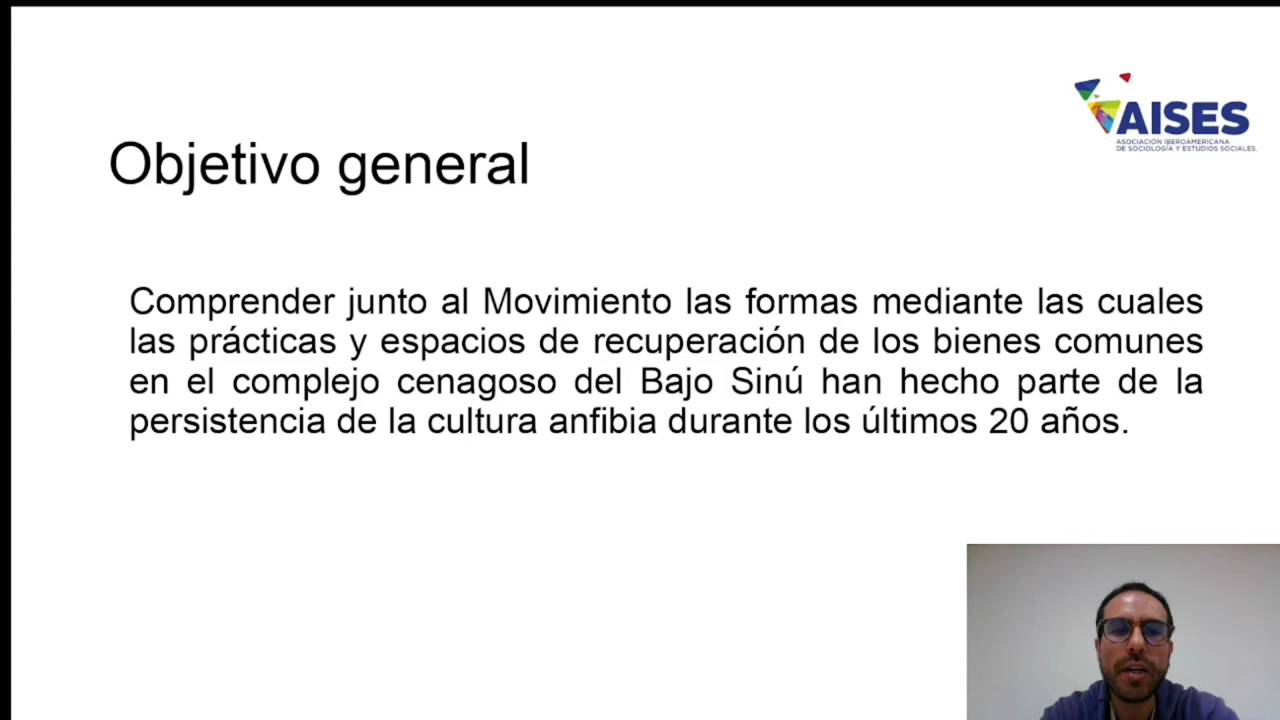 AISES
ASOCIACIÓN IBEROAMERICANA
DE SOCIOLOGÍA Y ESTUDIOS SOCIALES.
Objetivo general
Comprender junto al Movimiento las formas mediante las cuales
las prácticas y espacios de recuperación de los bienes comunes
en el complejo cenagoso del Bajo Sinú han hecho parte de la
persistencia de la cultura anfibia durante los últimos 20 años.